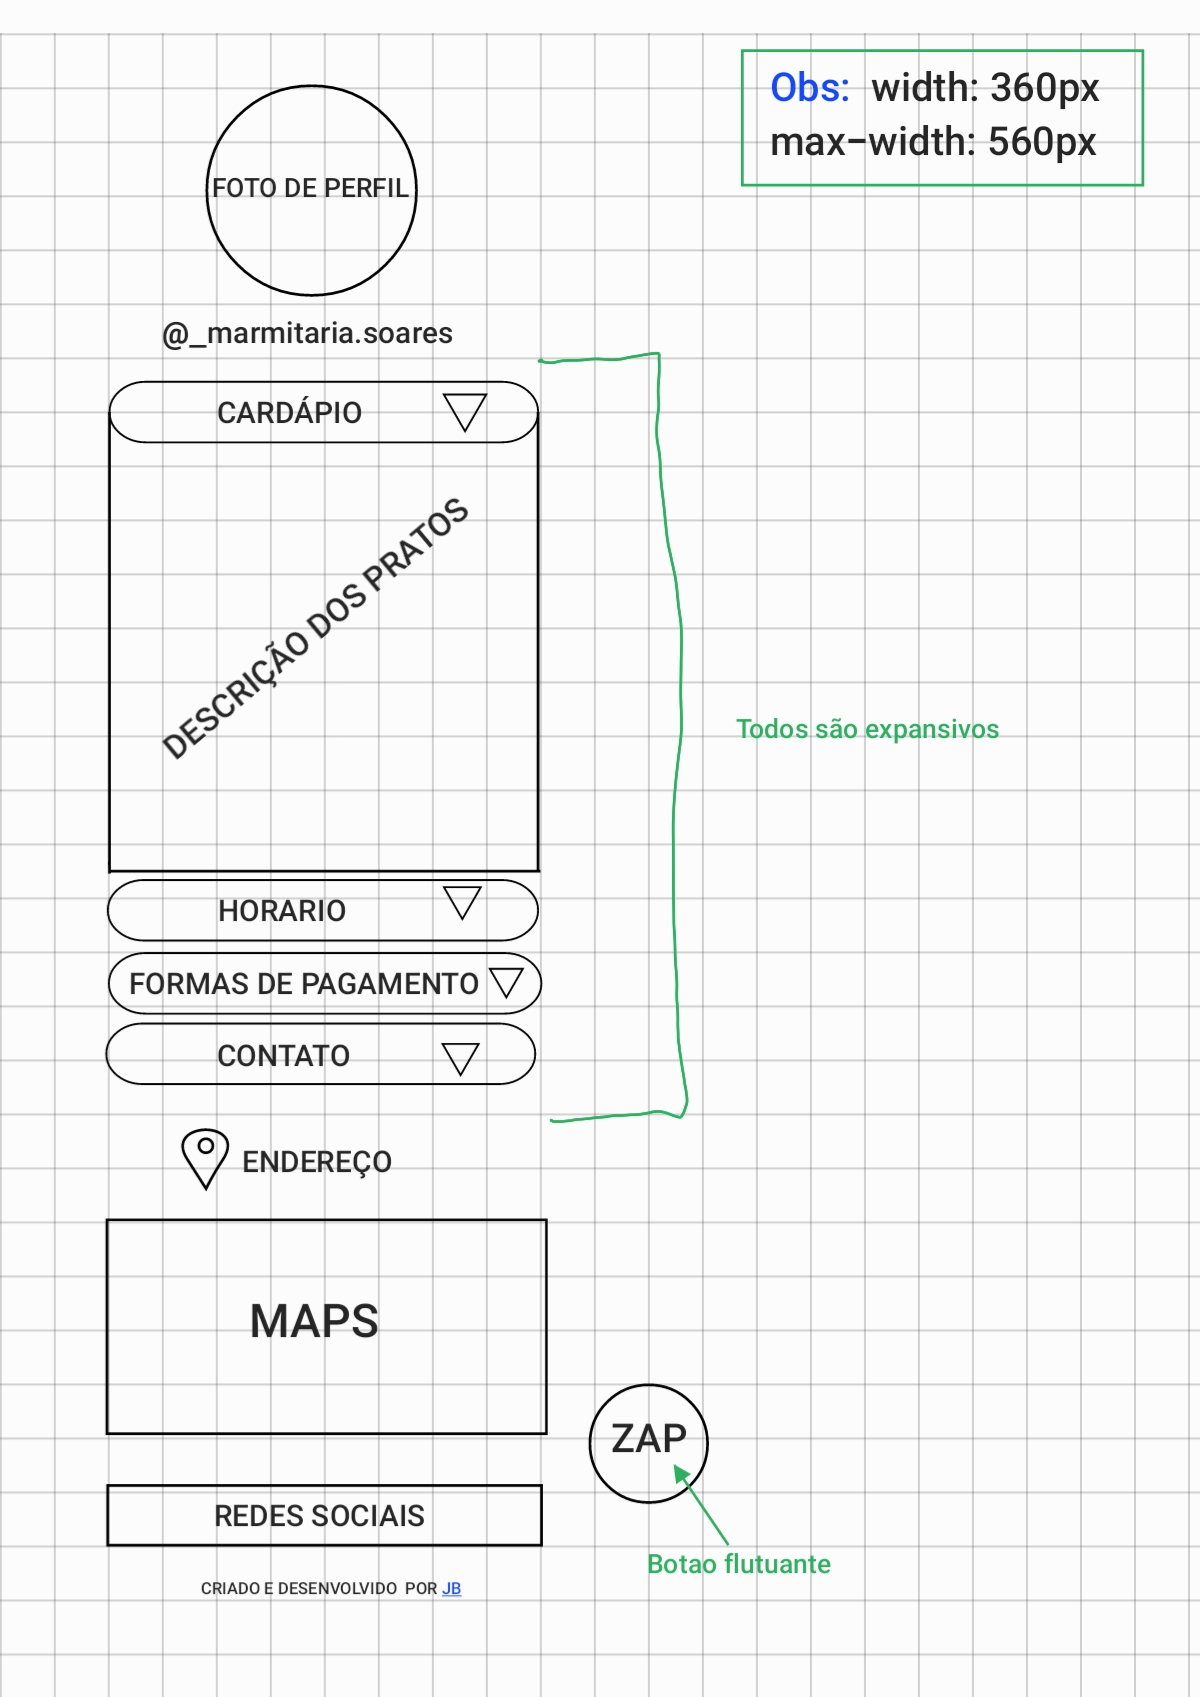 Obs: width: 360px
max-width: 560px
FOTO DE PERFIL
@_marmitaria.soares
CARDÁPIO
DESCRIÇÃO DOS PRATOS
Todos são expansivos
HORARIO
FORMAS DE PAGAMENTO
CONTATO
ENDEREÇO
MAPS
ZAP
REDES SOCIAIS
Botao flutuante
CRIADO E DESENVOLVIDO POR JB